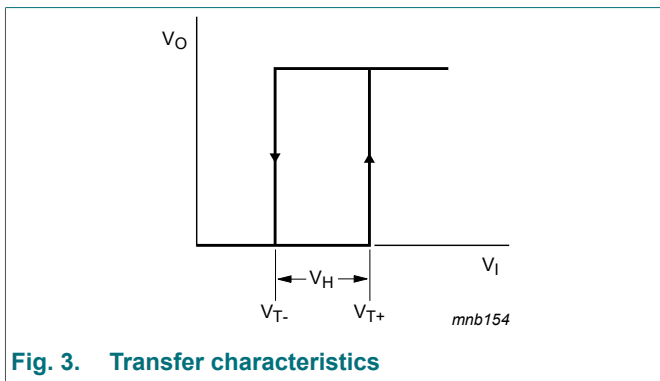 VO
VI
VH
VT-
VT+
mnb154
Fig. 3. Transfer characteristics